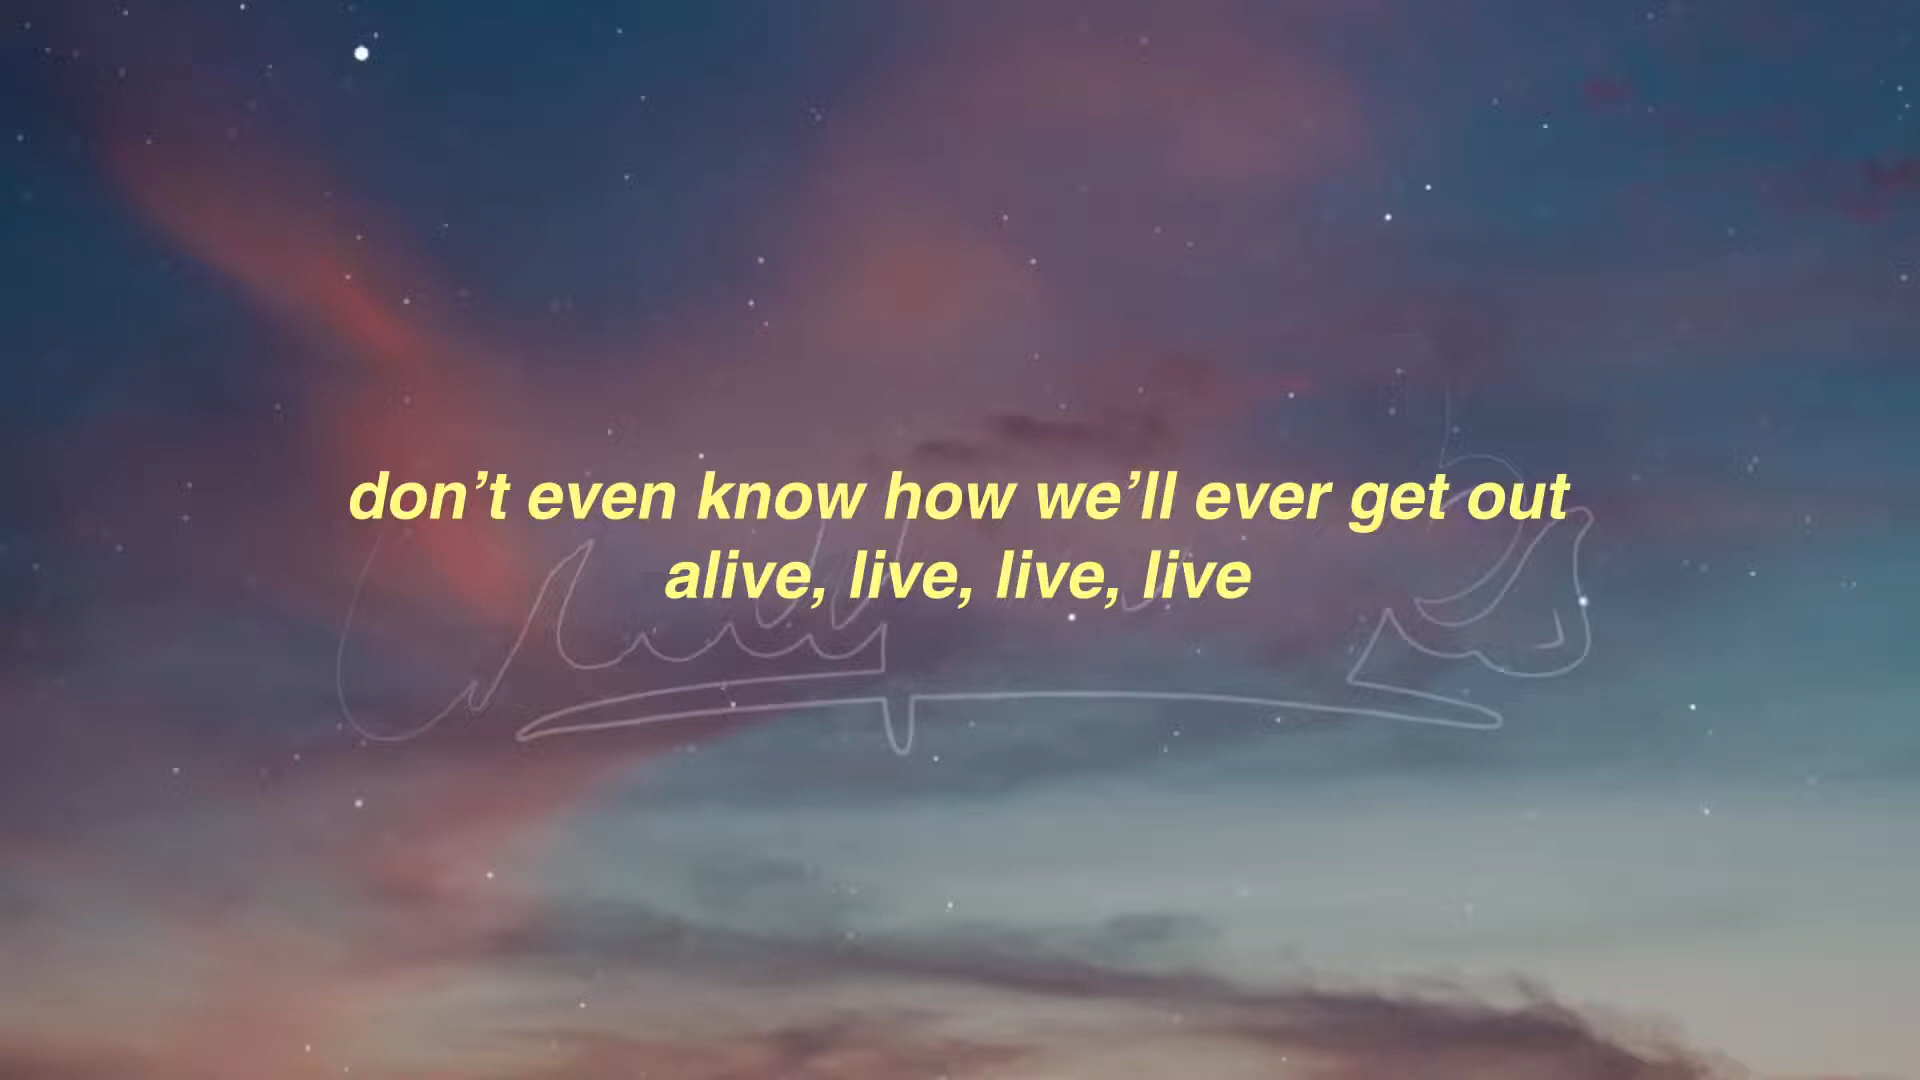 don’t even know how we’ll ever get out
alive, live, live, live